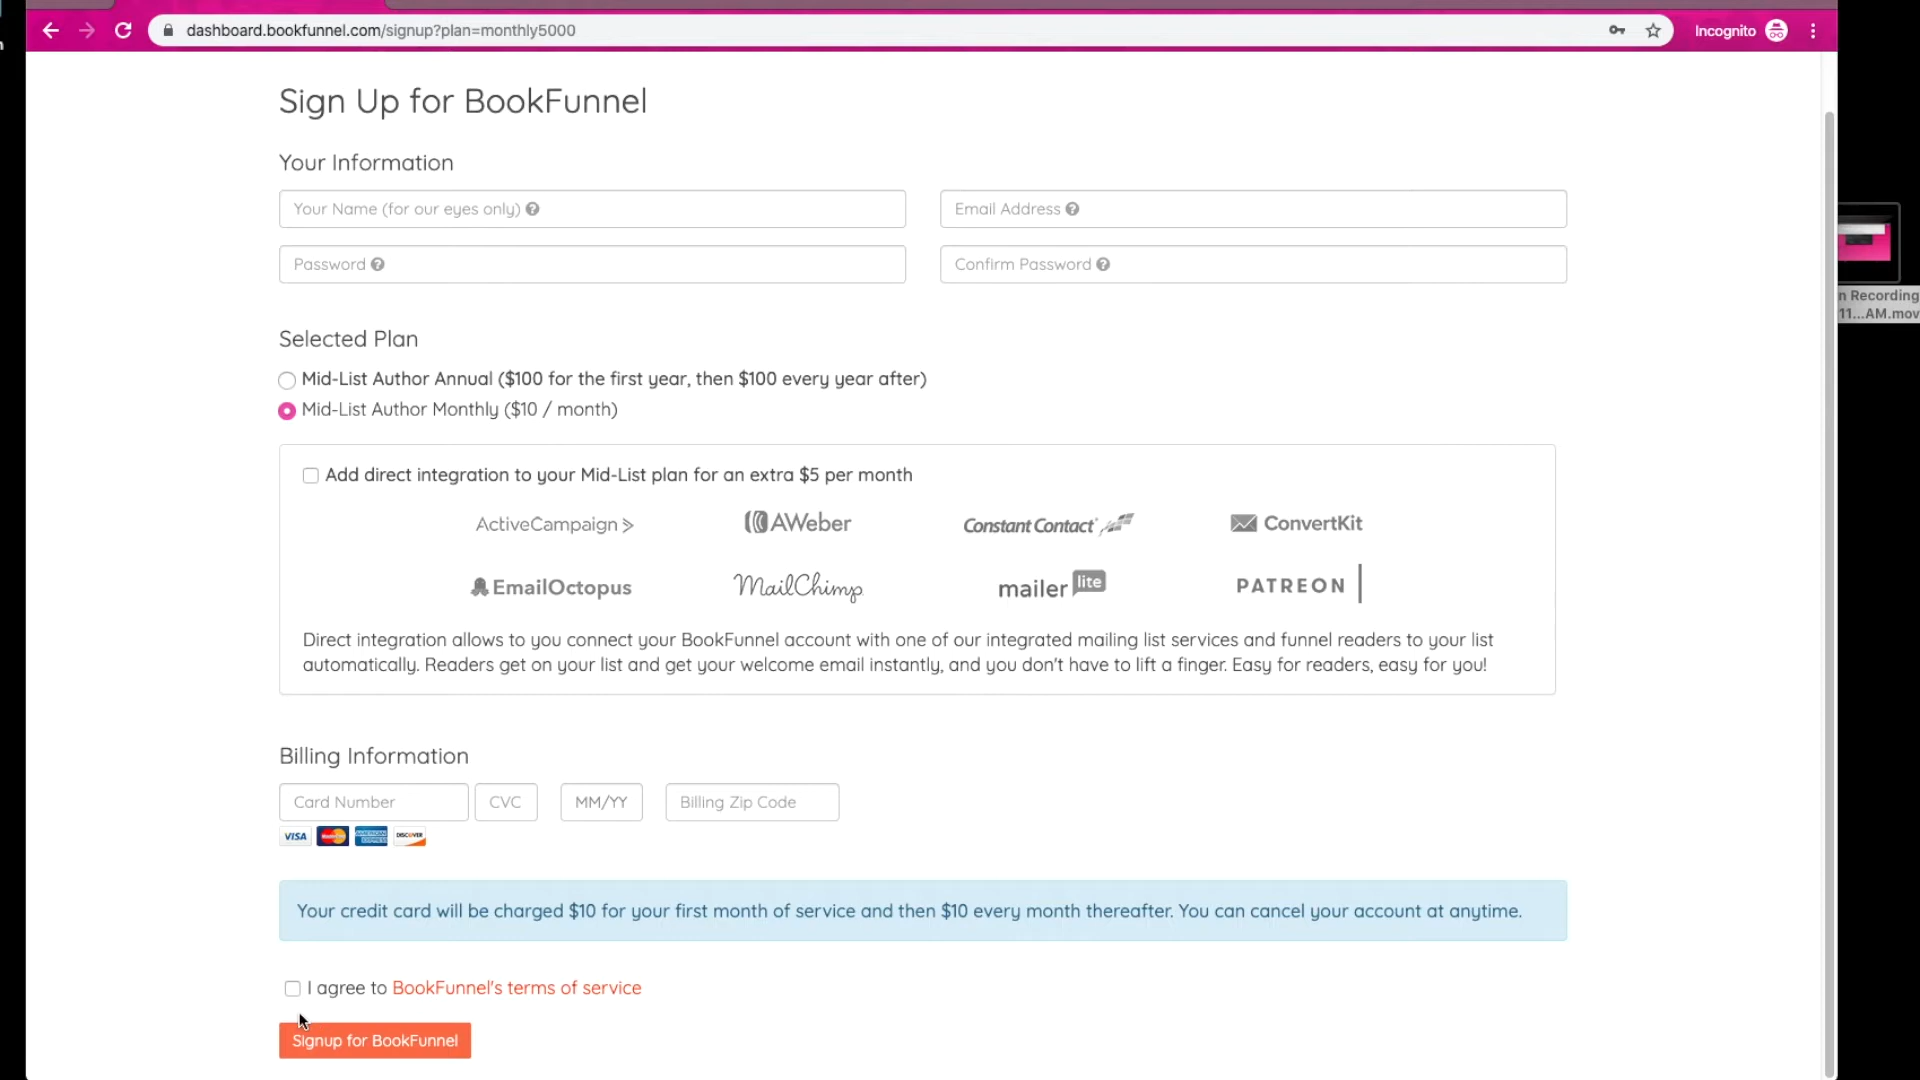 dashboard.bookfunnel.com/signup?plan=monthly5000
Incognito
Sign Up for BookFunnel
Your Information
Your Name (for our eyes only)
Email Address
Password
Confirm Password
n Recording
11...AM.mov
Selected Plan
Mid-List Author Annual ($100 for the first year, then $100 every year after)
Mid-List Author Monthly ($10 / month)
Add direct integration to your Mid-List plan for an extra $5 per month
ActiveCampaign >
AWeber
Constant Contact
ConvertKit
EmailOctopus
MailChimp
mailer lite
PATREON
Direct integration allows to you connect your BookFunnel account with one of our integrated mailing list services and funnel readers to your list
automatically. Readers get on your list and get your welcome email instantly, and you don't have to lift a finger. Easy for readers, easy for you!
Billing Information
Card Number
CVC
MM/YY
Billing Zip Code
VISA
MasterCard
AMERICAN EXPRESS
DISCOVER
Your credit card will be charged $10 for your first month of service and then $10 every month thereafter. You can cancel your account at anytime.
I agree to BookFunnel's terms of service
Signup for BookFunnel